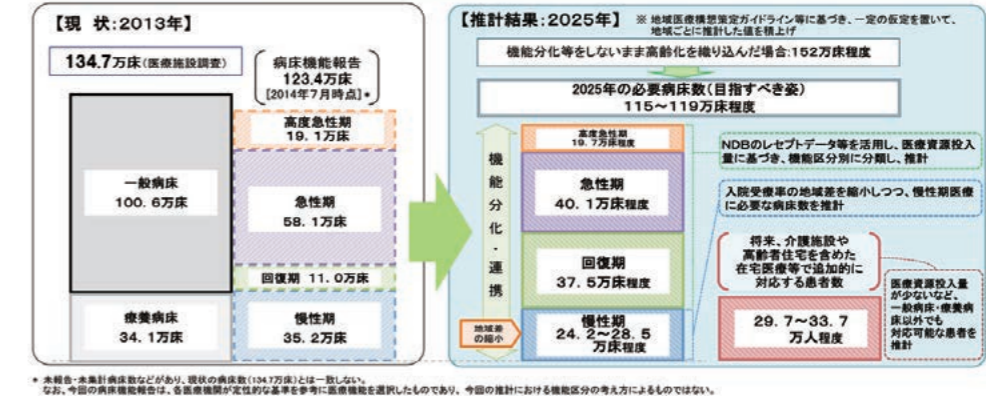 【現 状:2013年】
134.7万床(医療施設調査)
病床機能報告
123.4万床
[2014年7月時点]*
高度急性期
19.1万床
一般病床
100.6万床
急性期
58.1万床
回復期 11.0万床
療養病床
34.1万床
慢性期
35.2万床
【推計結果:2025年】 ※ 地域医療構想策定ガイドライン等に基づき、一定の仮定を置いて、
地域ごとに推計した値を積上げ
機能分化等をしないまま高齢化を織り込んだ場合:152万床程度
2025年の必要病床数(目指すべき姿)
115~119万床程度
機能分化・連携
地域差
の縮小
高度急性期
19.7万床程度
急性期
40.1万床程度
回復期
37.5万床程度
慢性期
24.2~28.5
万床程度
NDBのレセプトデータ等を活用し、医療資源投入
量に基づき、機能区分別に分類し、推計
入院受療率の地域差を縮小しつつ、慢性期医療
に必要な病床数を推計
将来、介護施設や
高齢者住宅を含めた
在宅医療等で追加的に
対応する患者数
29.7~33.7
万人程度
医療資源投入量
が少ないなど、
一般病床・療養病
床以外でも
対応可能な患者を
推計
* 未報告・未集計病床数などがあり、現状の病床数(134.7万床)とは一致しない。
なお、今回の病床機能報告は、各医療機関が定性的な基準を参考に医療機能を選択したものであり、今回の推計における機能区分の考え方によるものではない。